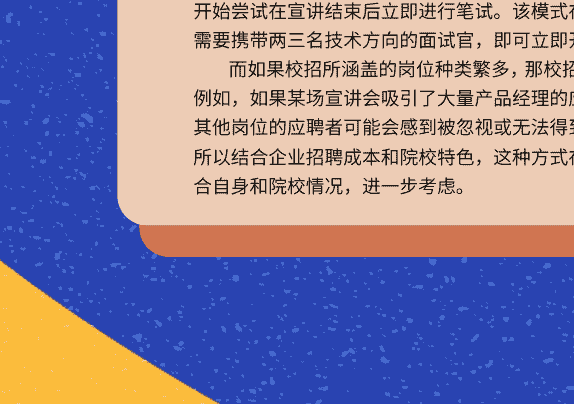 开始尝试在宣讲结束后立即进行笔试。该模式在
需要携带两三名技术方向的面试官，即可立即开
而如果校招所涵盖的岗位种类繁多，那校招
例如，如果某场宣讲会吸引了大量产品经理的应
其他岗位的应聘者可能会感到被忽视或无法得到
所以结合企业招聘成本和院校特色，这种方式在
合自身和院校情况，进一步考虑。